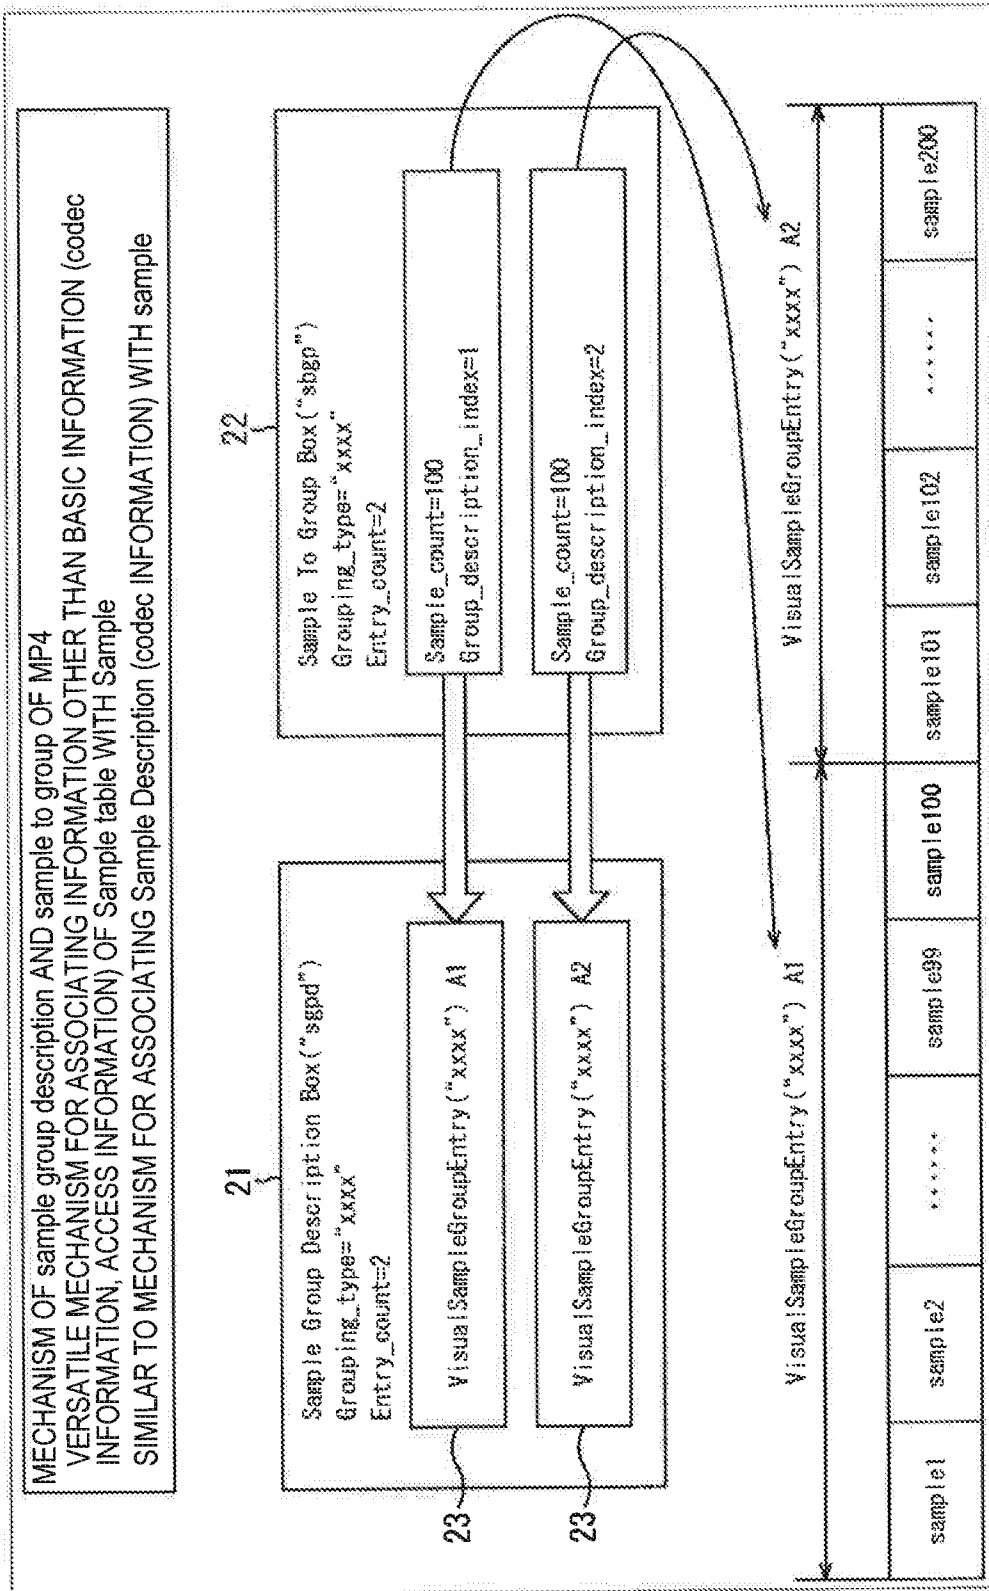 MECHANISM OF sample group description AND sample to group OF MP4
VERSATILE MECHANISM FOR ASSOCIATING INFORMATION OTHER THAN BASIC INFORMATION (codec
INFORMATION, ACCESS INFORMATION) OF Sample table WITH Sample
SIMILAR TO MECHANISM FOR ASSOCIATING Sample Description (codec INFORMATION) WITH sample
21
Sample Group Description Box("sgpd")
Grouping_type="xxxx"
Entry_count=2
23
VisualSampleGroupEntry("xxxx") A1
23
VisualSampleGroupEntry("xxxx") A2
22
Sample To Group Box("sbgp")
Grouping_type="xxxx"
Entry_count=2
Sample_count=100
Group_description_index=1
Sample_count=100
Group_description_index=2
VisualSampleGroupEntry("xxxx") A1
VisualSampleGroupEntry("xxxx") A2
sample1
sample2
......
sample99
sample100
sample101
sample102
......
sample200